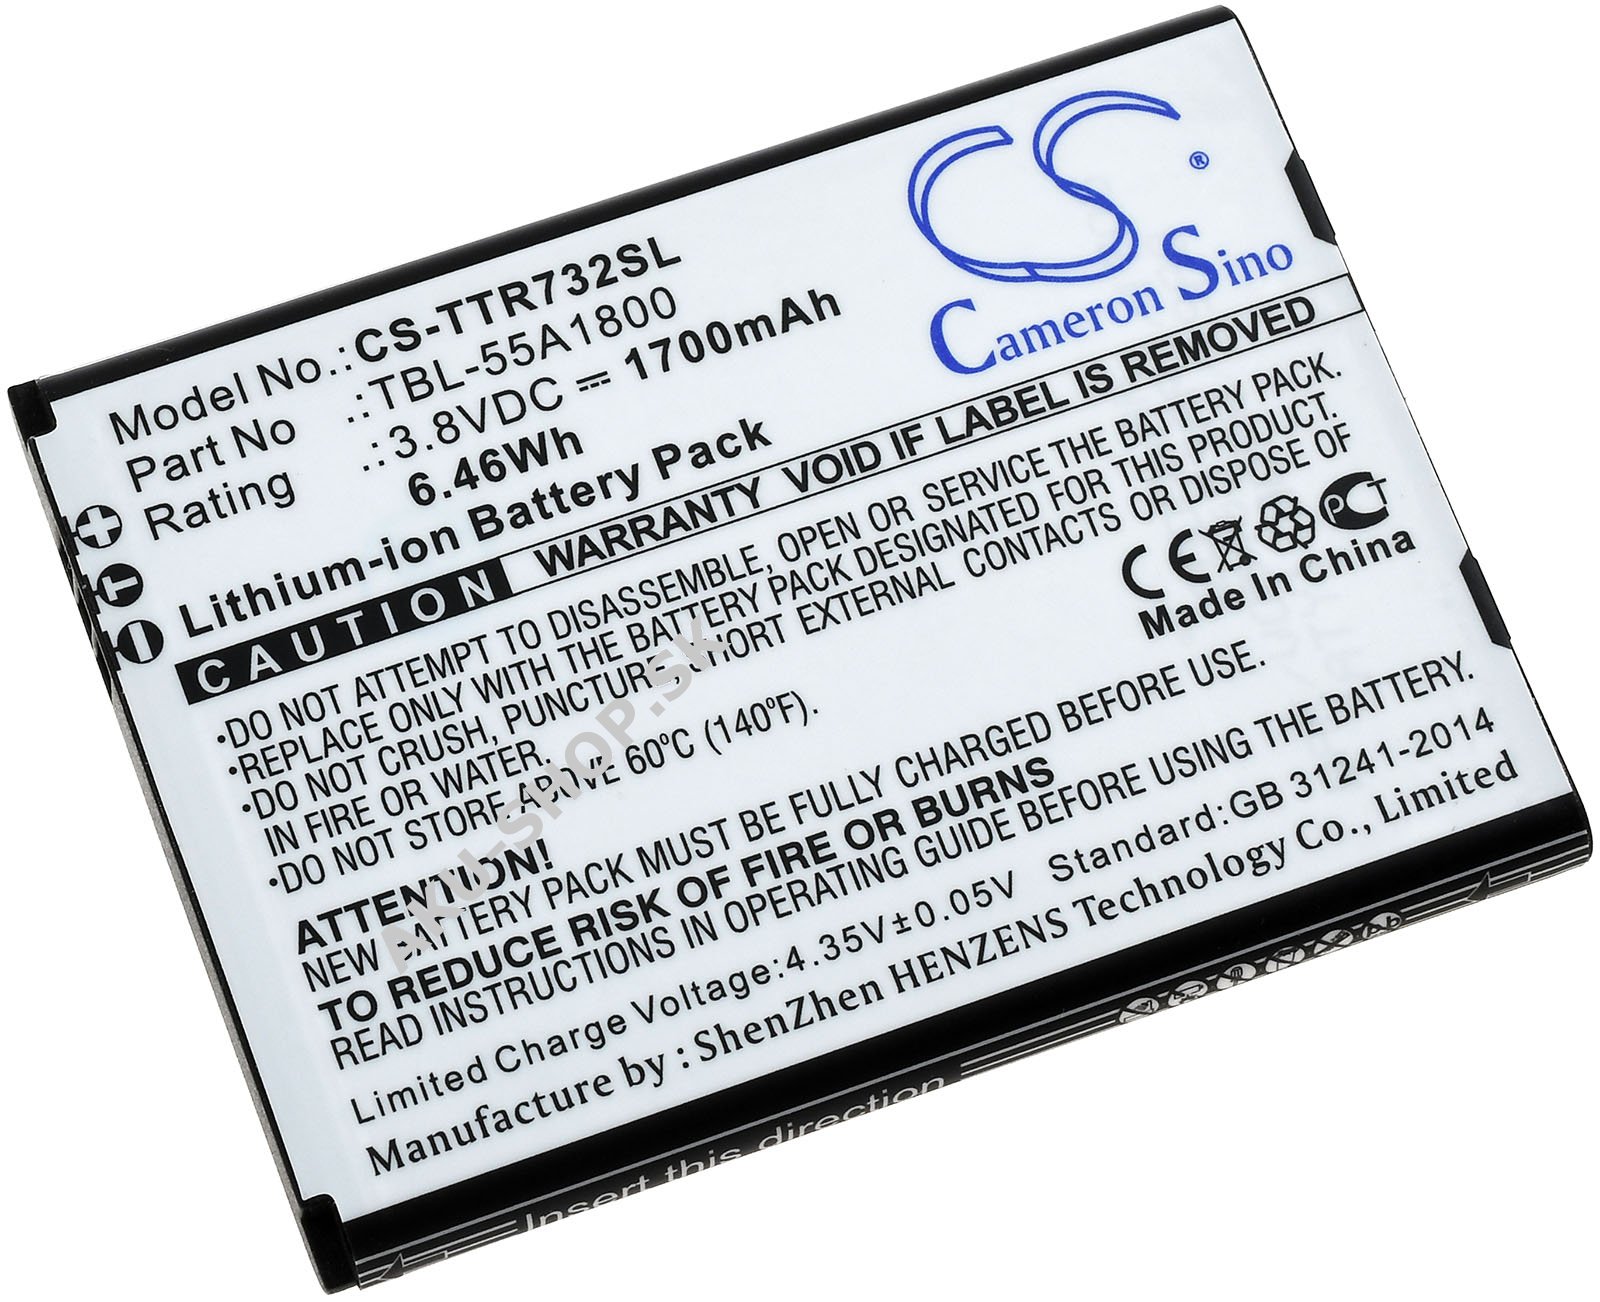 CS
®
Cameron Sino
Model No.:CS-TTR732SL
Part No .:TBL-55A1800
Rating .:3.8VDC ⎓ 1700mAh
6.46Wh
Lithium-ion Battery Pack
CAUTION WARRANTY VOID IF LABEL IS REMOVED
•DO NOT ATTEMPT TO DISASSEMBLE, OPEN OR SERVICE THE BATTERY PACK.
•REPLACE ONLY WITH THE BATTERY PACK DESIGNATED FOR THIS PRODUCT
•DO NOT CRUSH, PUNCTURE, SHORT EXTERNAL CONTACTS OR DISPOSE OF
IN FIRE OR WATER.
•DO NOT STORE ABOVE 60ºC (140ºF).
CE PCT
Made In China
ATTENTION!
NEW BATTERY PACK MUST BE FULLY CHARGED BEFORE USE.
TO REDUCE RISK OF FIRE OR BURNS
READ INSTRUCTIONS IN OPERATING GUIDE BEFORE USING THE BATTERY.
Limited Charge Voltage:4.35V±0.05V Standard:GB 31241-2014
Manufacture by : ShenZhen HENZENS Technology Co., Limited
Insert this direction
AKU-SHOP.SK